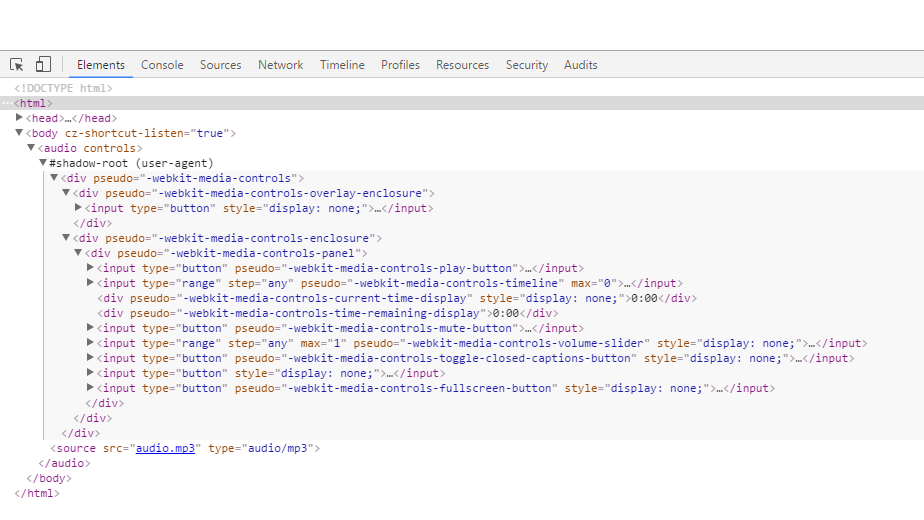 Elements Console Sources Network Timeline Profiles Resources Security Audits
<!DOCTYPE html>
…<html>
<head>…</head>
<body cz-shortcut-listen="true">
<audio controls>
#shadow-root (user-agent)
<div pseudo="-webkit-media-controls">
<div pseudo="-webkit-media-controls-overlay-enclosure">
<input type="button" style="display: none;">…</input>
</div>
<div pseudo="-webkit-media-controls-enclosure">
<div pseudo="-webkit-media-controls-panel">
<input type="button" pseudo="-webkit-media-controls-play-button">…</input>
<input type="range" step="any" pseudo="-webkit-media-controls-timeline" max="0">…</input>
<div pseudo="-webkit-media-controls-current-time-display" style="display: none;">0:00</div>
<div pseudo="-webkit-media-controls-time-remaining-display">0:00</div>
<input type="button" pseudo="-webkit-media-controls-mute-button">…</input>
<input type="range" step="any" max="1" pseudo="-webkit-media-controls-volume-slider" style="display: none;">…</input>
<input type="button" pseudo="-webkit-media-controls-toggle-closed-captions-button" style="display: none;">…</input>
<input type="button" style="display: none;">…</input>
<input type="button" pseudo="-webkit-media-controls-fullscreen-button" style="display: none;">…</input>
</div>
</div>
</div>
<source src="audio.mp3" type="audio/mp3">
</audio>
</body>
</html>